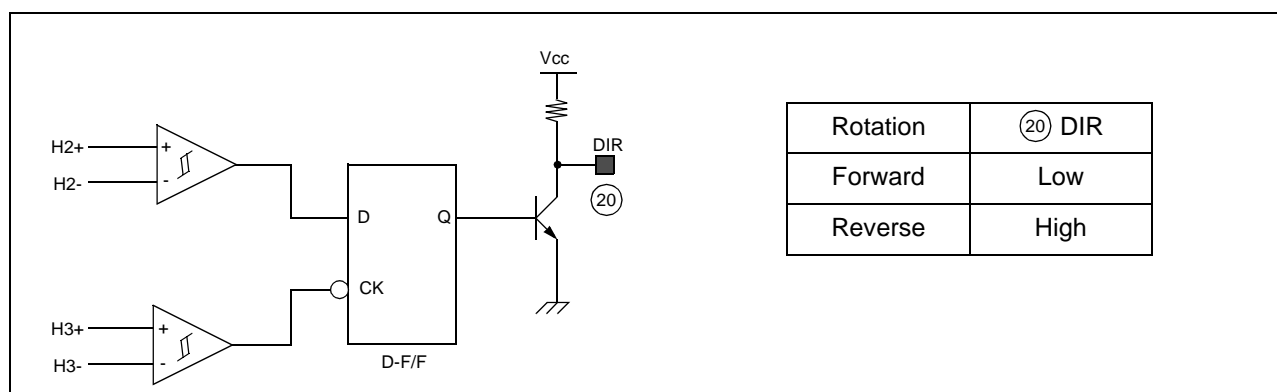 Vcc
H2+
+
H2-
-
DIR
20
D
Q
CK
H3+
+
H3-
-
D-F/F
Rotation 20 DIR
Forward Low
Reverse High